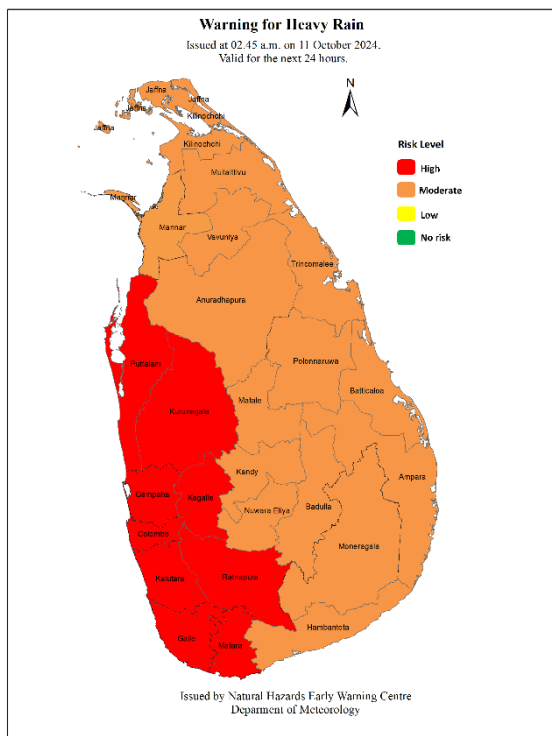 Warning for Heavy Rain
Issued at 02.45 a.m. on 11 October 2024.
Valid for the next 24 hours.
N
Jaffna
Jaffna
Jaffna
Kilinochchi
Jaffna
Kilinochchi
Mullaittivu
Mannar
Mannar
Vavuniya
Trincomalee
Anuradhapura
Puttalam
Polonnaruwa
Batticaloa
Kurunegala
Matale
Kandy
Ampara
Gampaha
Kegalle
Nuwara Eliya
Badulla
Colombo
Moneragala
Kalutara
Ratnapura
Hambantota
Galle
Matara
Risk Level
High
Moderate
Low
No risk
Issued by Natural Hazards Early Warning Centre
Deparment of Meteorology